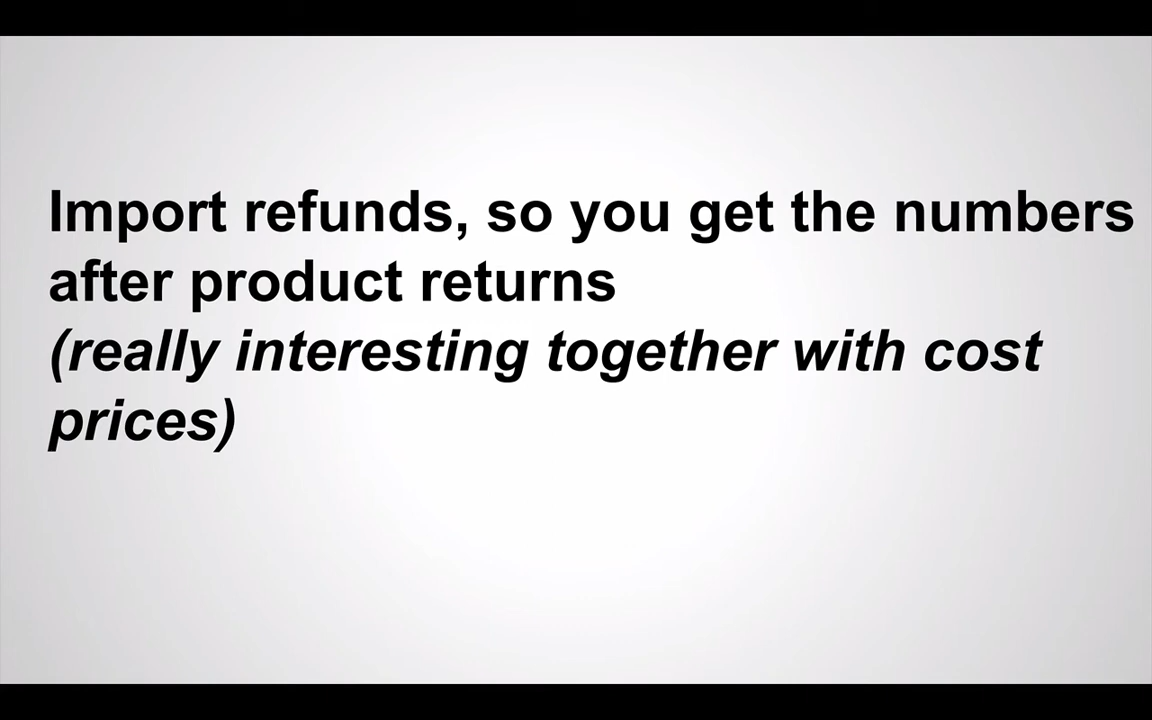 Import refunds, so you get the numbers
after product returns
(really interesting together with cost
prices)